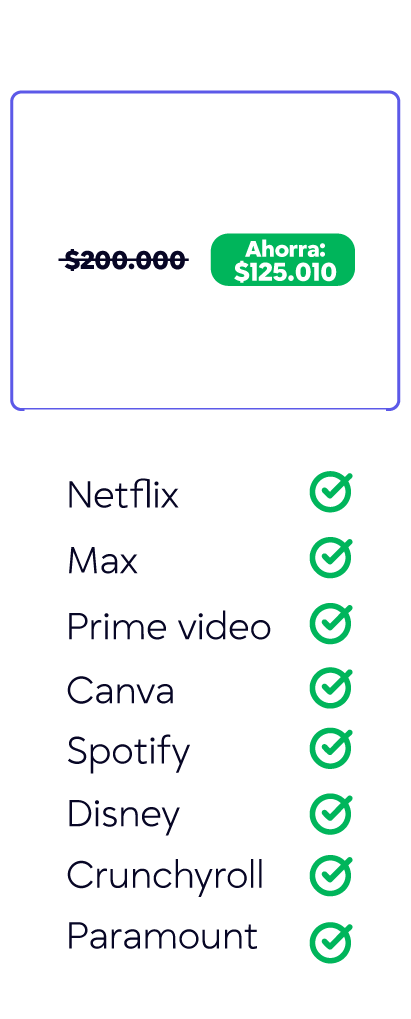 $200.000
Ahorra:
$125.010
Netflix
Max
Prime video
Canva
Spotify
Disney
Crunchyroll
Paramount